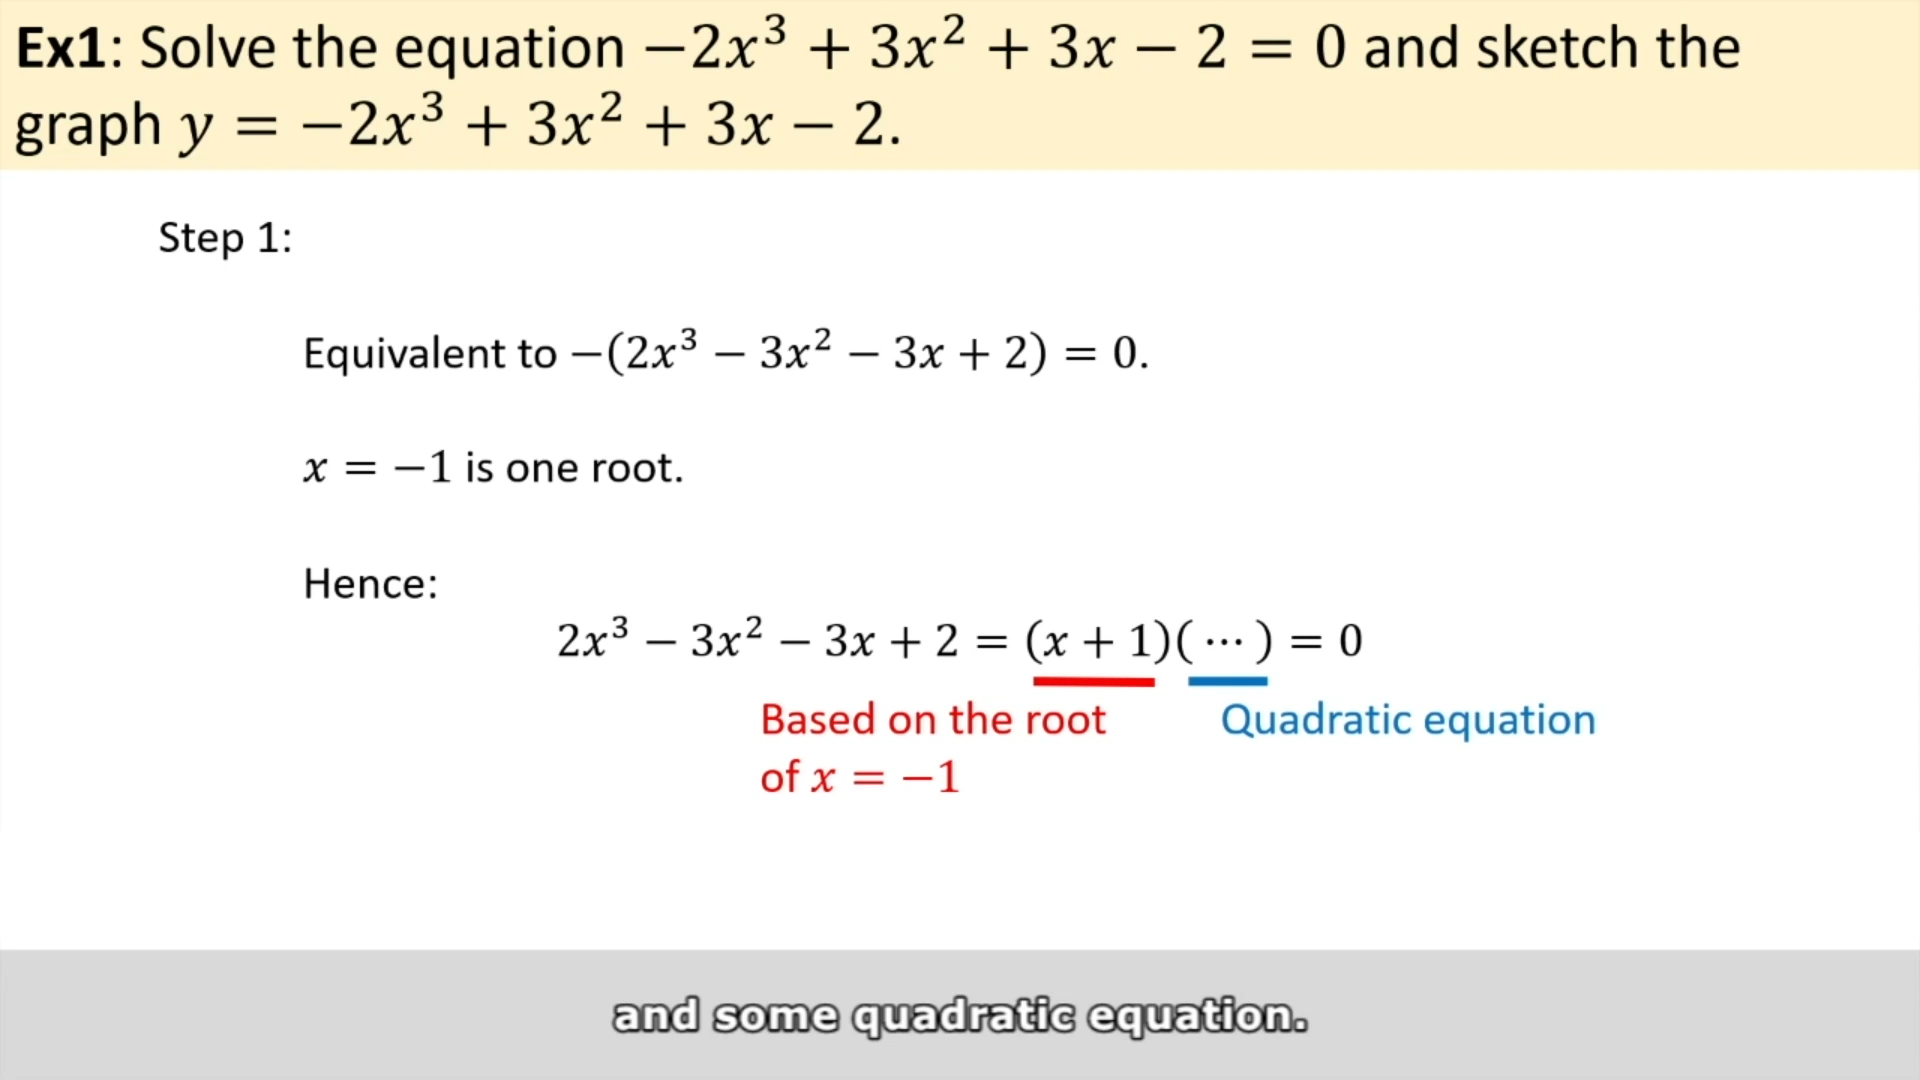 Ex1: Solve the equation −2x³ + 3x² + 3x − 2 = 0 and sketch the
graph y = −2x³ + 3x² + 3x − 2.
Step 1:
Equivalent to −(2x³ − 3x² − 3x + 2) = 0.
x = −1 is one root.
Hence:
2x³ − 3x² − 3x + 2 = (x + 1)( ⋯ ) = 0
Based on the root
of x = −1
Quadratic equation
and some quadratic equation.